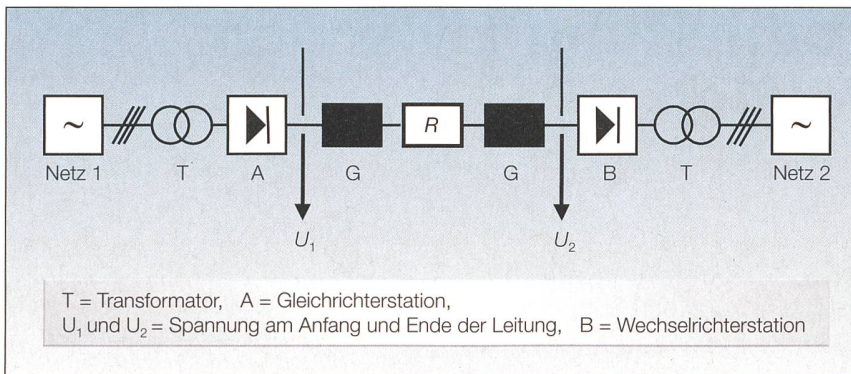 ~ R ~
Netz 1 T A G G B T Netz 2
U₁ U₂
T = Transformator, A = Gleichrichterstation,
U₁ und U₂ = Spannung am Anfang und Ende der Leitung, B = Wechselrichterstation